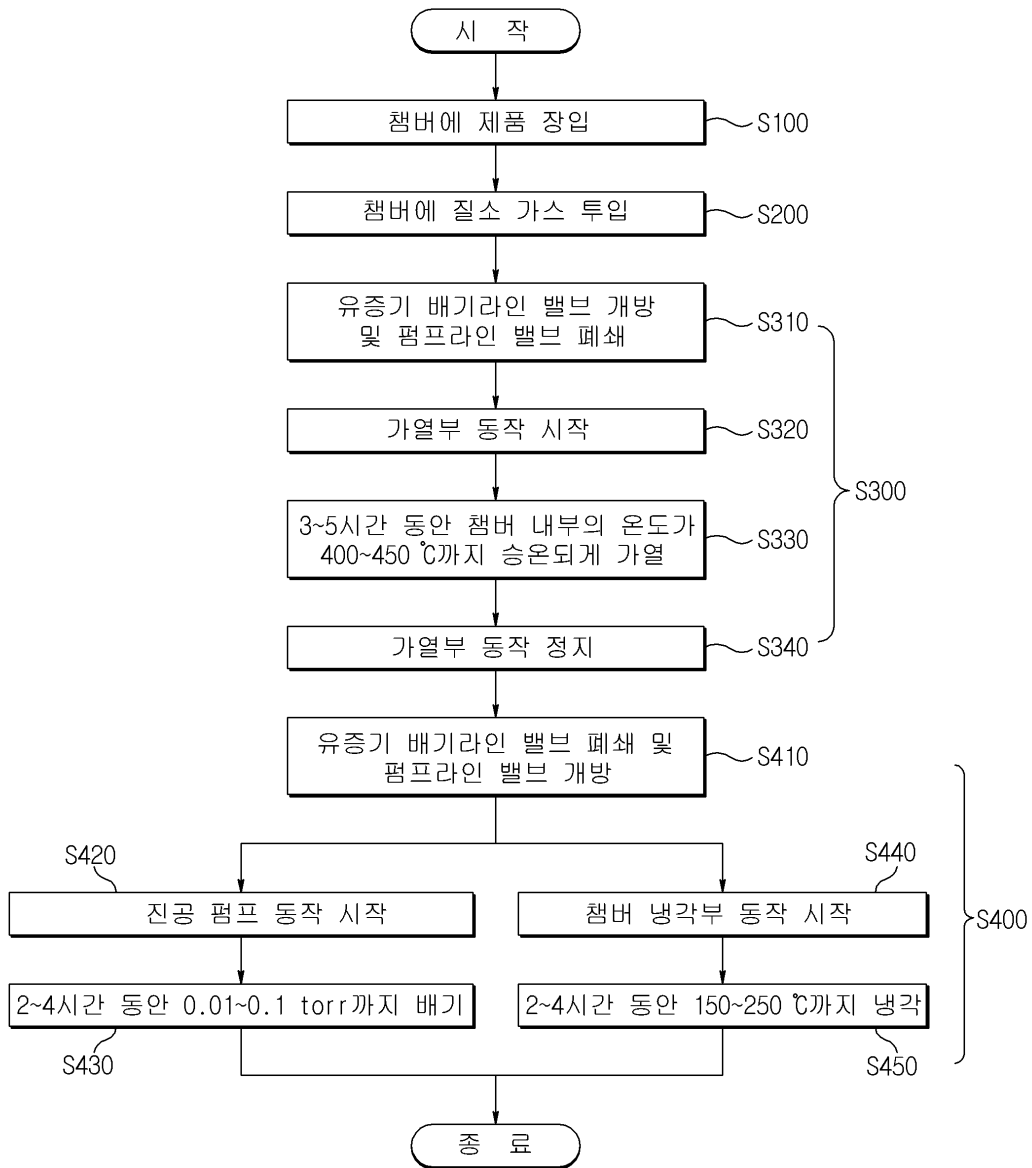 시 작
챔버에 제품 장입
S100
챔버에 질소 가스 투입
S200
유증기 배기라인 밸브 개방
및 펌프라인 밸브 폐쇄
S310
가열부 동작 시작
S320
S300
3~5시간 동안 챔버 내부의 온도가
400~450 ℃까지 승온되게 가열
S330
가열부 동작 정지
S340
유증기 배기라인 밸브 폐쇄 및
펌프라인 밸브 개방
S410
S420
진공 펌프 동작 시작
S440
챔버 냉각부 동작 시작
S400
2~4시간 동안 0.01~0.1 torr까지 배기
S430
2~4시간 동안 150~250 ℃까지 냉각
S450
종 료